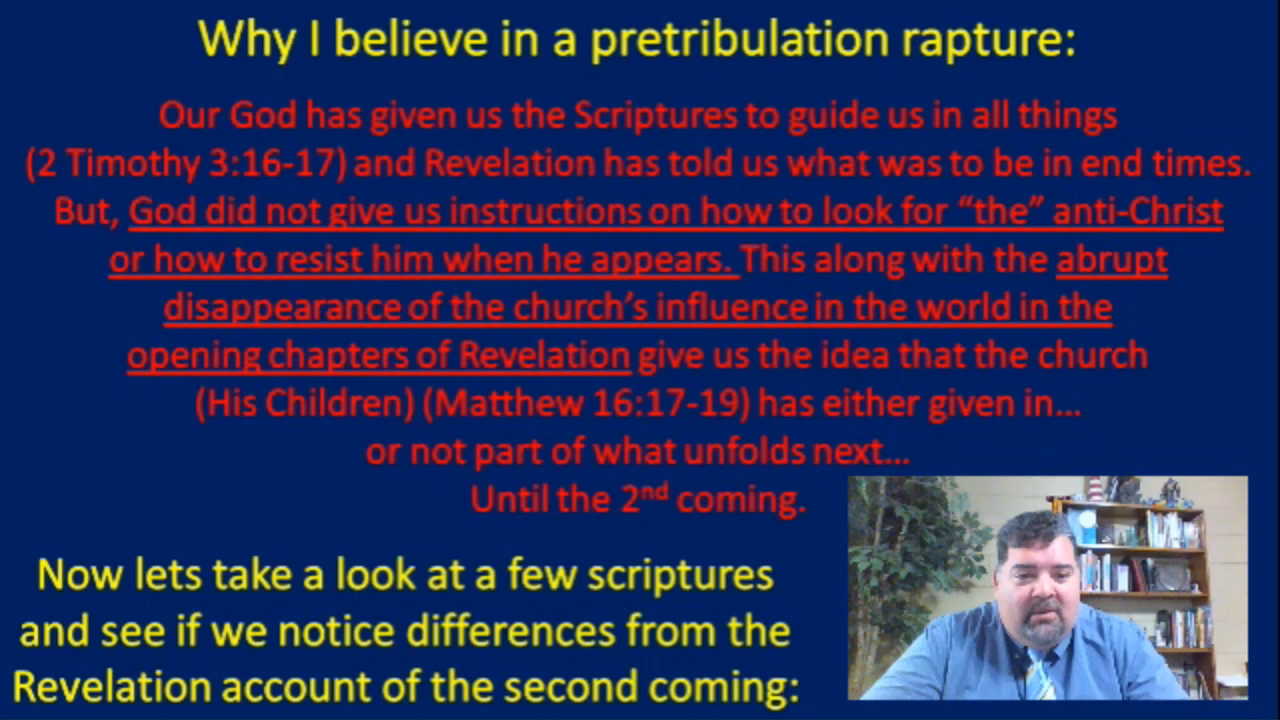 Why I believe in a pretribulation rapture:
Our God has given us the Scriptures to guide us in all things
(2 Timothy 3:16-17) and Revelation has told us what was to be in end times.
But, God did not give us instructions on how to look for “the” anti-Christ
or how to resist him when he appears. This along with the abrupt
disappearance of the church’s influence in the world in the
opening chapters of Revelation give us the idea that the church
(His Children) (Matthew 16:17-19) has either given in...
or not part of what unfolds next...
Until the 2nd coming.
Now lets take a look at a few scriptures
and see if we notice differences from the
Revelation account of the second coming: